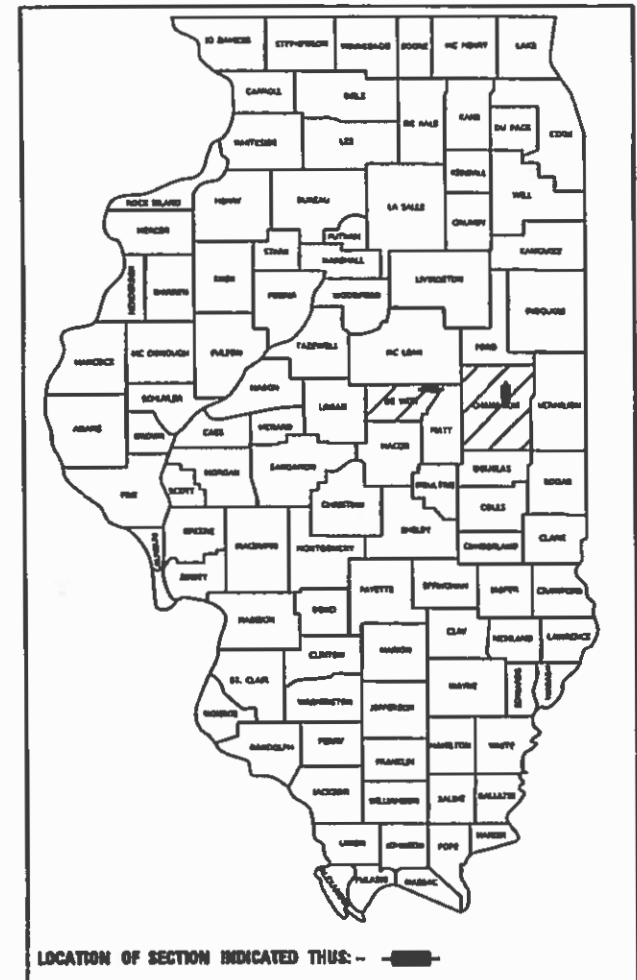 JO DAVIESS STEPHENSON WINNEBAGO BOONE MC HENRY LAKE
CARROLL OGLE
DE KALB KANE DU PAGE COOK
WHITESIDE LEE
KENDALL WILL
ROCK ISLAND HENRY BUREAU LA SALLE GRUNDY
MERCER PUTNAM
STARK MARSHALL KANKAKEE
HENDERSON WARREN KNOX PEORIA WOODFORD LIVINGSTON IROQUOIS
HANCOCK MC DONOUGH FULTON TAZEWELL MC LEAN FORD
SCHUYLER MASON LOGAN DE WITT CHAMPAIGN VERMILION
ADAMS BROWN CASS MENARD MACON PIATT
PIKE SCOTT MORGAN SANGAMON MOULTRIE DOUGLAS EDGAR
CHRISTIAN COLES
CALHOUN GREENE MACOUPIN MONTGOMERY SHELBY CUMBERLAND CLARK
JERSEY FAYETTE EFFINGHAM JASPER CRAWFORD
MADISON BOND CLAY RICHLAND LAWRENCE
CLINTON MARION
ST. CLAIR WASHINGTON WAYNE EDWARDS WABASH
MONROE JEFFERSON
RANDOLPH PERRY HAMILTON WHITE
FRANKLIN
JACKSON WILLIAMSON SALINE GALLATIN
UNION JOHNSON POPE HARDIN
ALEXANDER PULASKI MASSAC
LOCATION OF SECTION INDICATED THUS:-